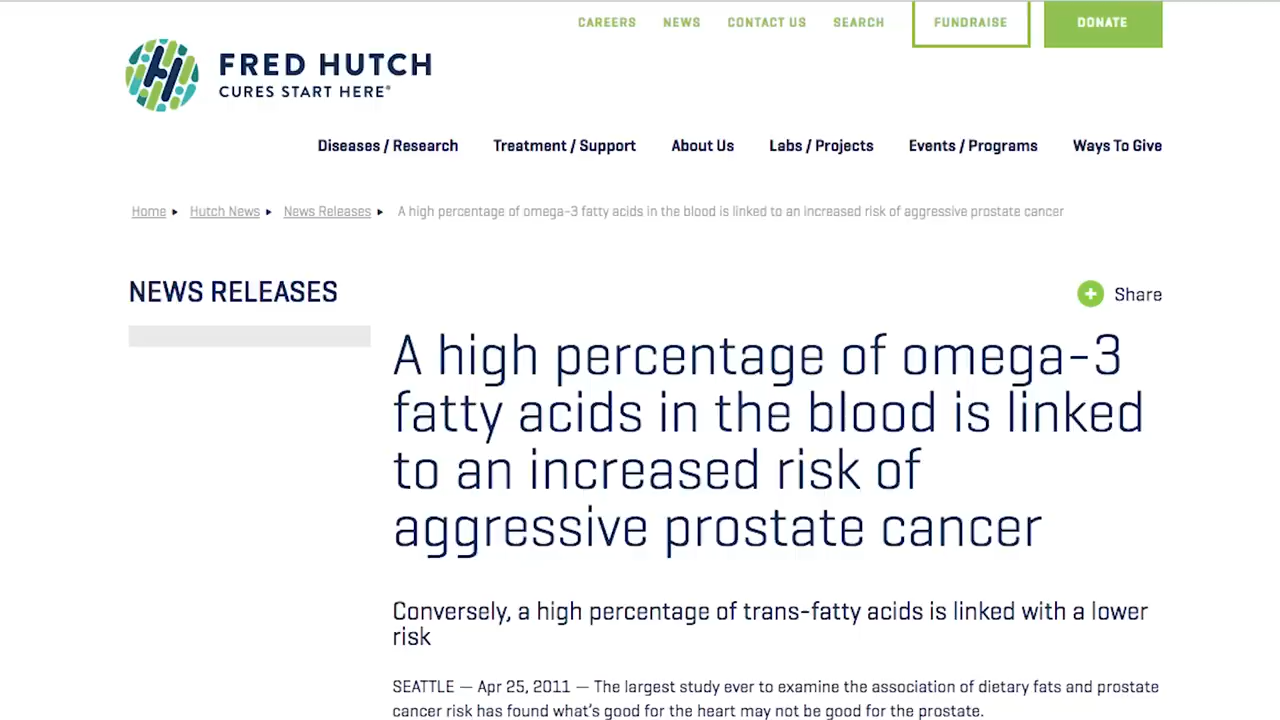 CAREERS NEWS CONTACT US SEARCH FUNDRAISE DONATE
FRED HUTCH
CURES START HERE®
Diseases / Research Treatment / Support About Us Labs / Projects Events / Programs Ways To Give
Home ▸ Hutch News ▸ News Releases ▸ A high percentage of omega-3 fatty acids in the blood is linked to an increased risk of aggressive prostate cancer
NEWS RELEASES
Share
A high percentage of omega-3
fatty acids in the blood is linked
to an increased risk of
aggressive prostate cancer
Conversely, a high percentage of trans-fatty acids is linked with a lower
risk
SEATTLE — Apr 25, 2011 — The largest study ever to examine the association of dietary fats and prostate
cancer risk has found what's good for the heart may not be good for the prostate.